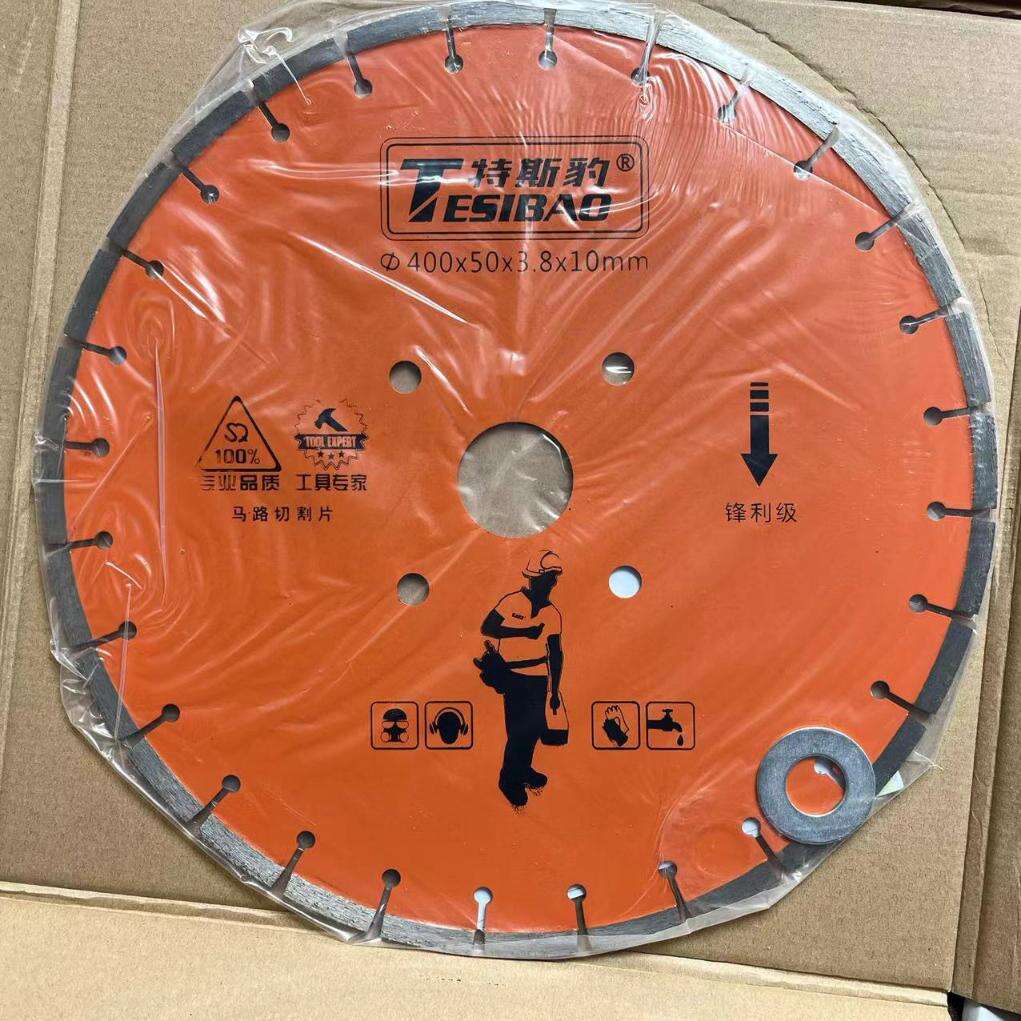 特斯豹®
TESIBAO
Φ400x50x3.8x10mm
SQ
100%
TOOL EXPERT
专业品质 工具专家
马路切割片
锋利级